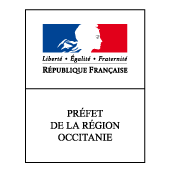 Liberté • Égalité • Fraternité
RÉPUBLIQUE FRANÇAISE
PRÉFET
DE LA RÉGION
OCCITANIE